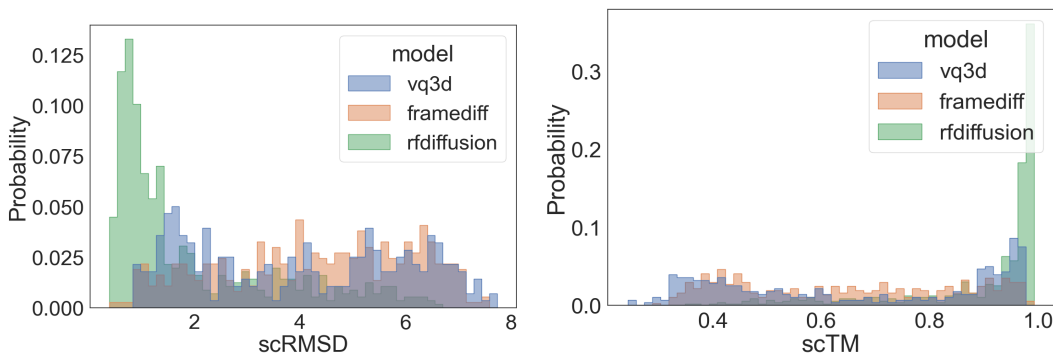 Probability
0.125
0.100
0.075
0.050
0.025
0.000
model
vq3d
framediff
rfdiffusion
2
4
6
8
scRMSD
Probability
0.3
0.2
0.1
0.0
model
vq3d
framediff
rfdiffusion
0.4
0.6
0.8
1.0
scTM